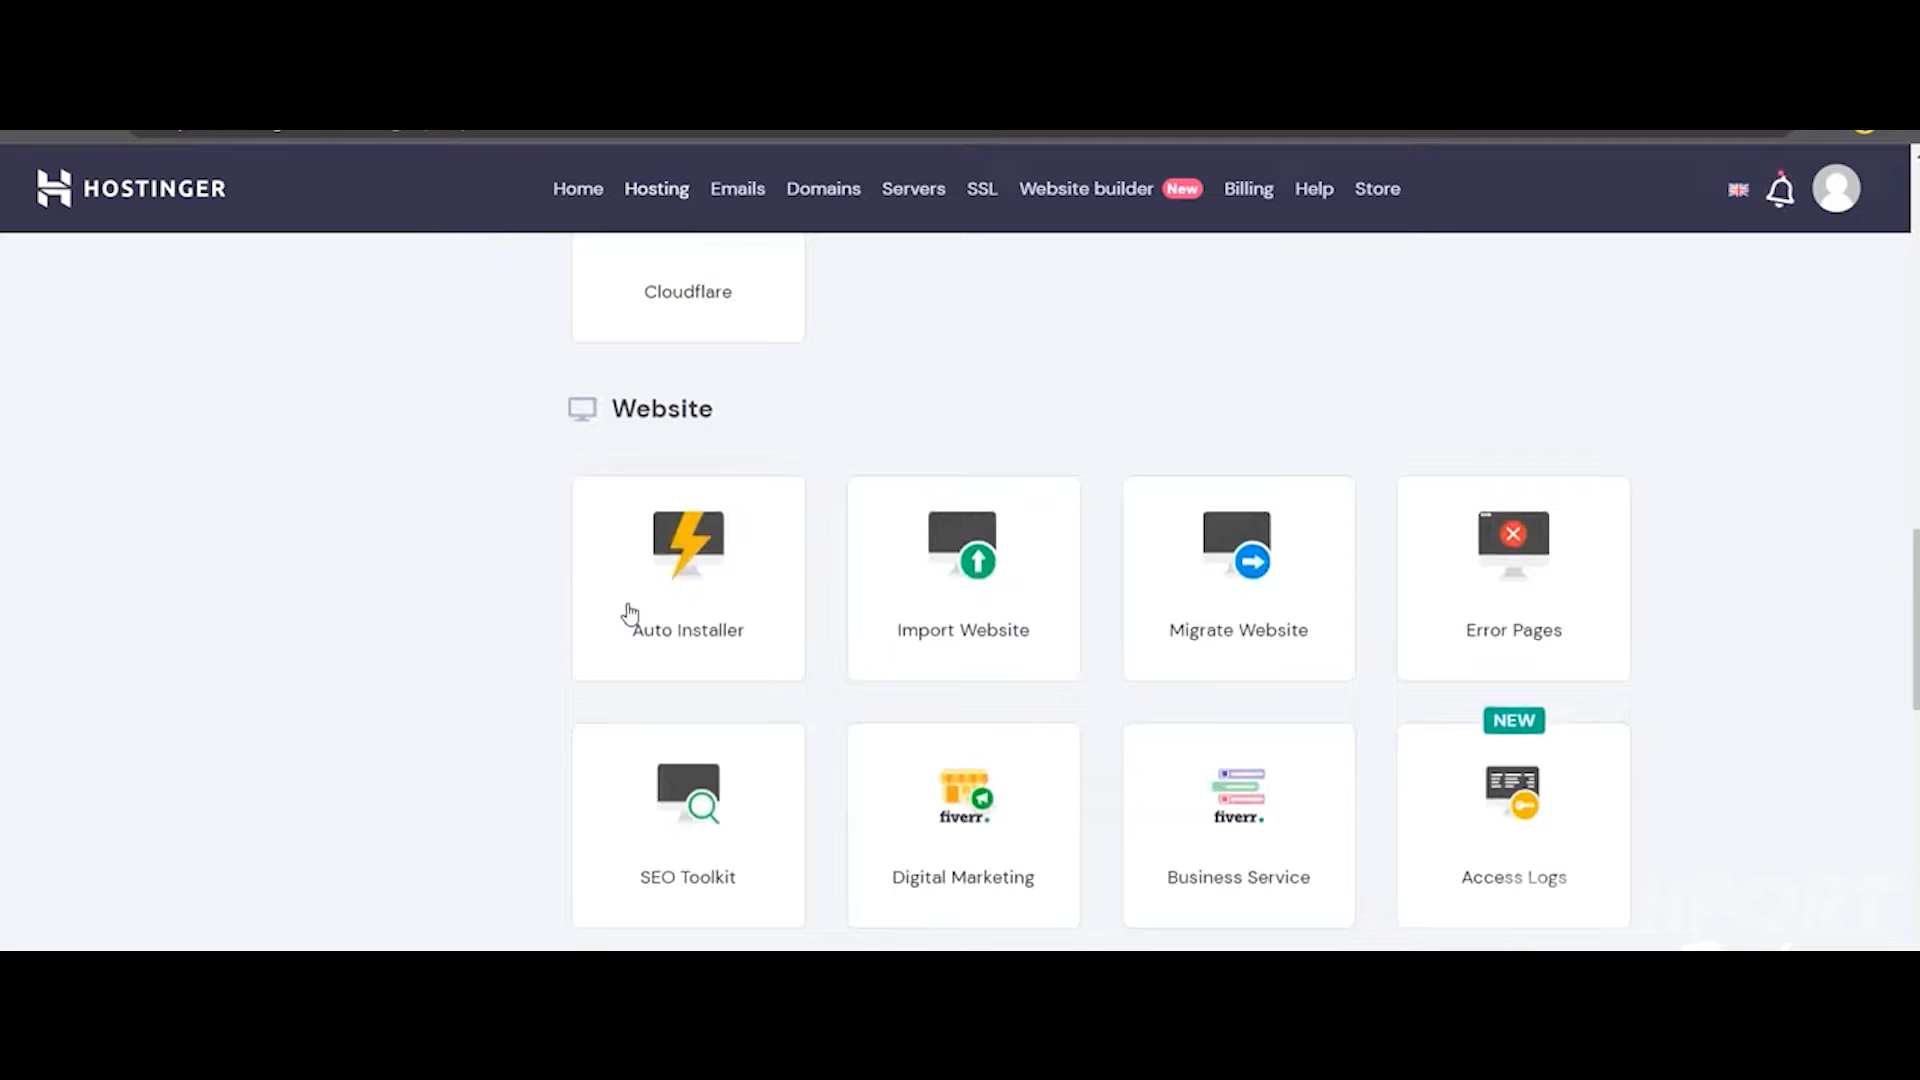 HOSTINGER
Home Hosting Emails Domains Servers SSL Website builder New Billing Help Store
Cloudflare
Website
Auto Installer Import Website Migrate Website Error Pages
NEW
fiverr. fiverr.
SEO Toolkit Digital Marketing Business Service Access Logs